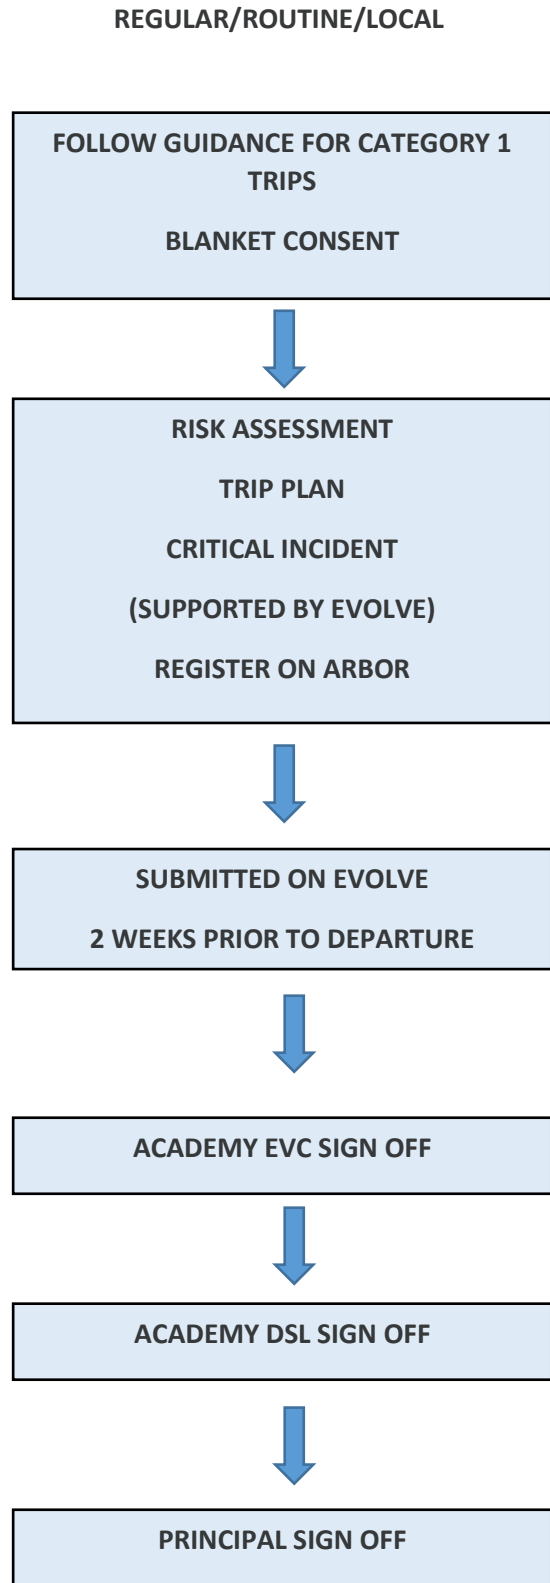 REGULAR/ROUTINE/LOCAL
FOLLOW GUIDANCE FOR CATEGORY 1
TRIPS
BLANKET CONSENT
RISK ASSESSMENT
TRIP PLAN
CRITICAL INCIDENT
(SUPPORTED BY EVOLVE)
REGISTER ON ARBOR
SUBMITTED ON EVOLVE
2 WEEKS PRIOR TO DEPARTURE
ACADEMY EVC SIGN OFF
ACADEMY DSL SIGN OFF
PRINCIPAL SIGN OFF